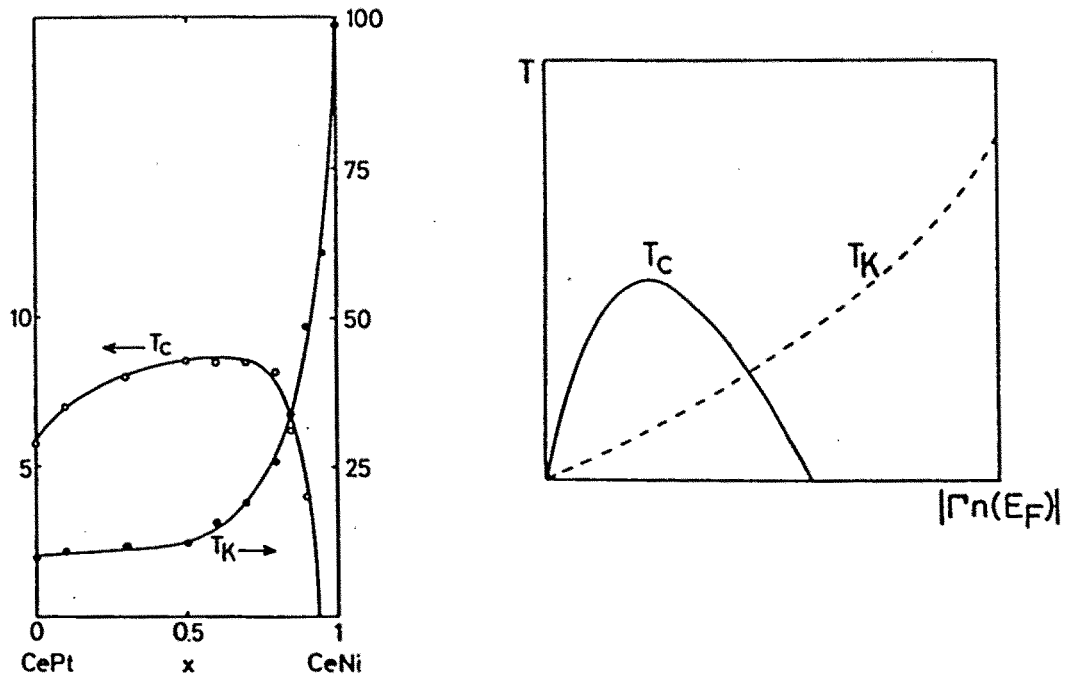 100
75
50
25
10
5
← T_C
T_K →
0 0.5 1
CePt x CeNi
T
T_C
T_K
|Γn(E_F)|